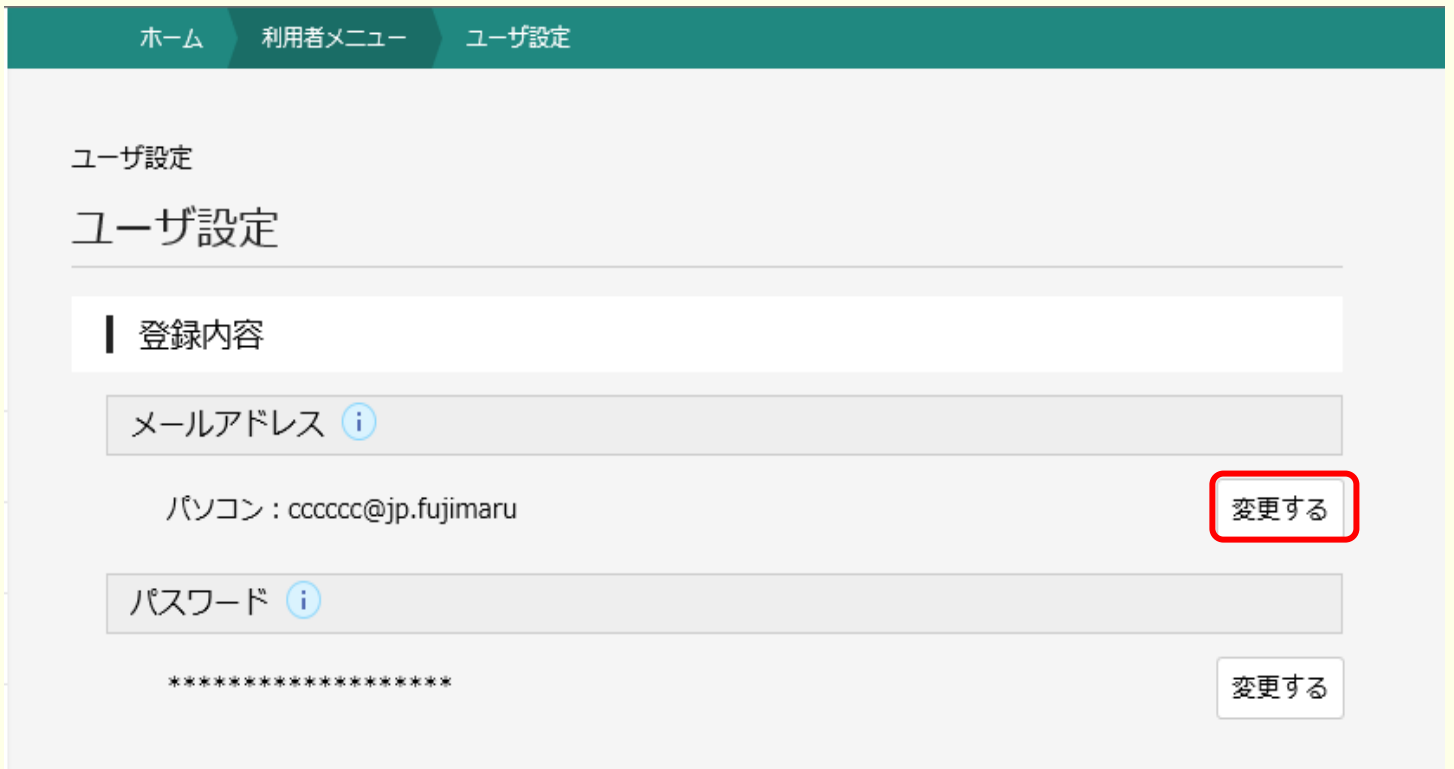 ホーム 利用者メニュー ユーザ設定
ユーザ設定
ユーザ設定
登録内容
メールアドレス i
パソコン : cccccc@jp.fujimaru 変更する
パスワード i
******************* 変更する